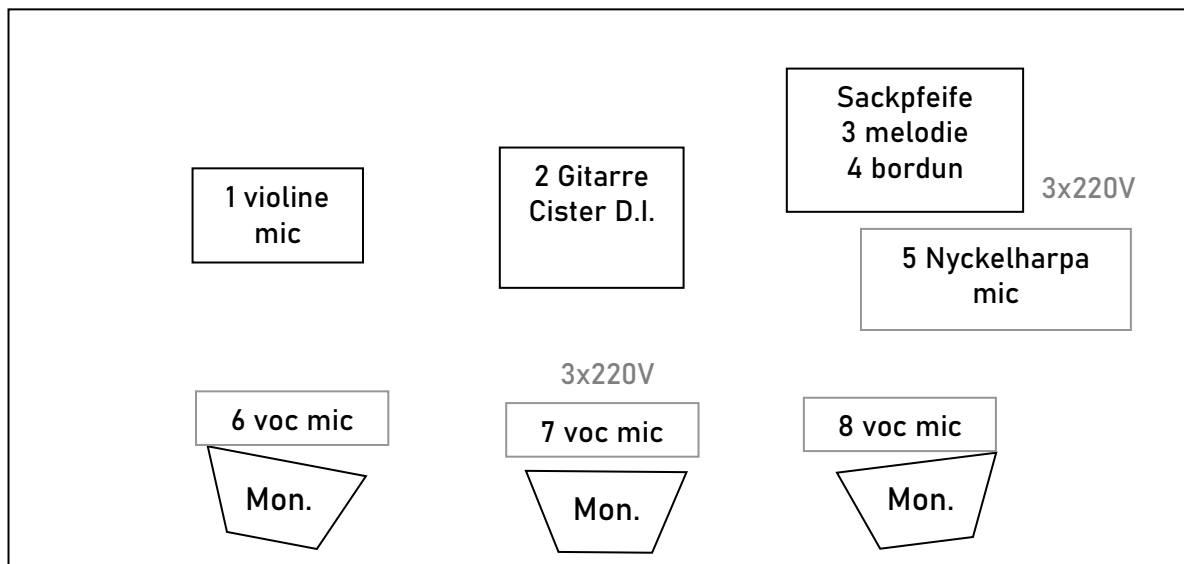 Sackpfeife
3 melodie
4 bordun
1 violine
mic
2 Gitarre
Cister D.I.
3x220V
5 Nyckelharpa
mic
3x220V
6 voc mic
7 voc mic
8 voc mic
Mon.
Mon.
Mon.